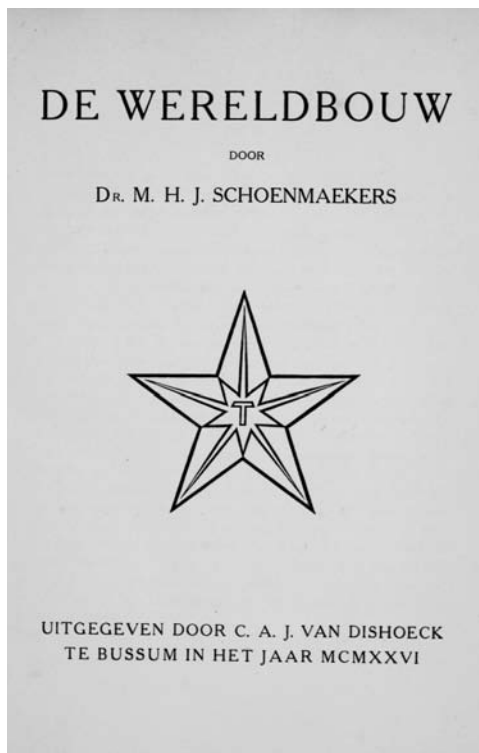 DE WERELDBOUW
DOOR
DR. M. H. J. SCHOENMAEKERS
T
UITGEGEVEN DOOR C. A. J. VAN DISHOECK
TE BUSSUM IN HET JAAR MCMXXVI